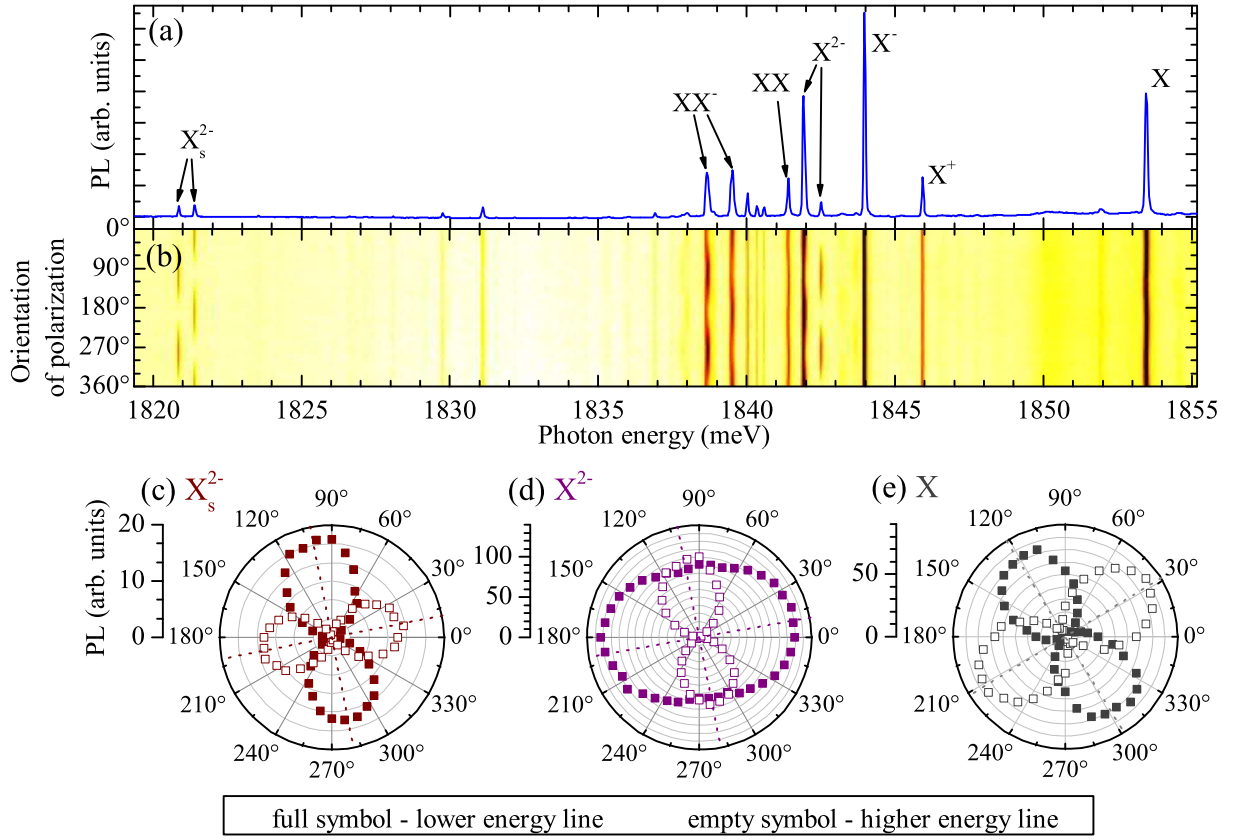 (a)
PL (arb. units)
X_s^{2-}
XX^-
XX
X^{2-}
X^-
X^+
X
(b)
Orientation
of polarization
0°
90°
180°
270°
360°
1820 1825 1830 1835 1840 1845 1850 1855
Photon energy (meV)
(c) X_s^{2-}
PL (arb. units)
20
10
0
90°
120° 60°
150° 30°
180° 0°
210° 330°
240° 300°
270°
(d) X^{2-}
100
50
0
90°
120° 60°
150° 30°
180° 0°
210° 330°
240° 300°
270°
(e) X
50
0
90°
120° 60°
150° 30°
180° 0°
210° 330°
240° 300°
270°
full symbol - lower energy line empty symbol - higher energy line